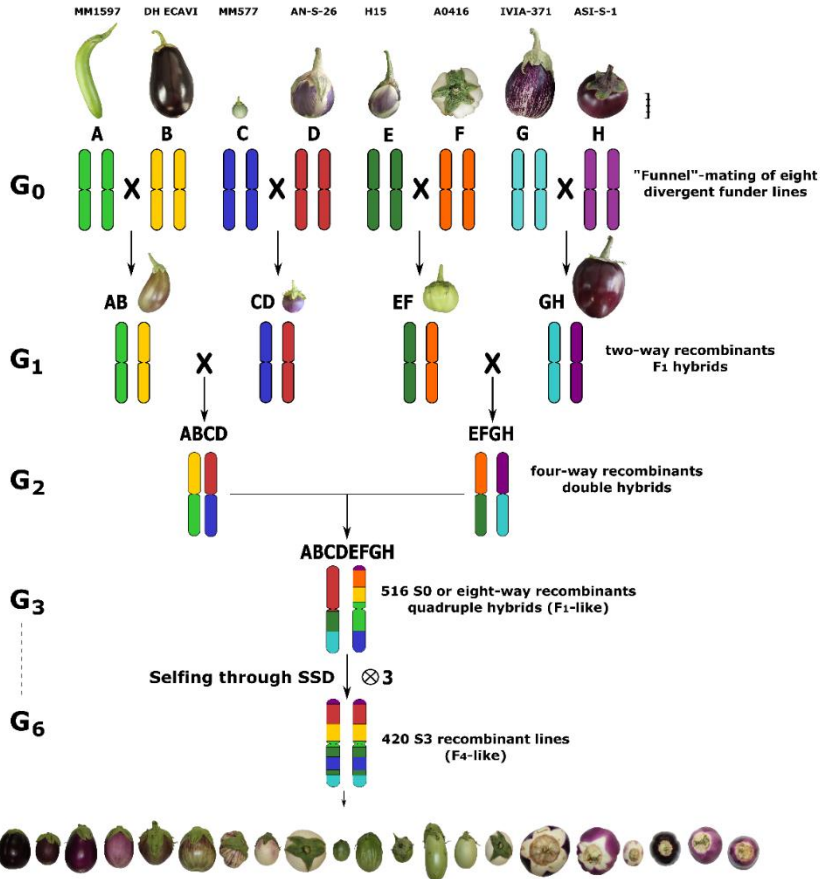 MM1597 DH ECAVI MM577 AN-S-26 H15 A0416 IVIA-371 ASI-S-1
A B C D E F G H
G0
X X X X
"Funnel"-mating of eight
divergent funder lines
AB CD EF GH
G1
X X
two-way recombinants
F1 hybrids
ABCD EFGH
G2
four-way recombinants
double hybrids
ABCDEFGH
G3
516 S0 or eight-way recombinants
quadruple hybrids (F1-like)
Selfing through SSD ⊗3
G6
420 S3 recombinant lines
(F4-like)